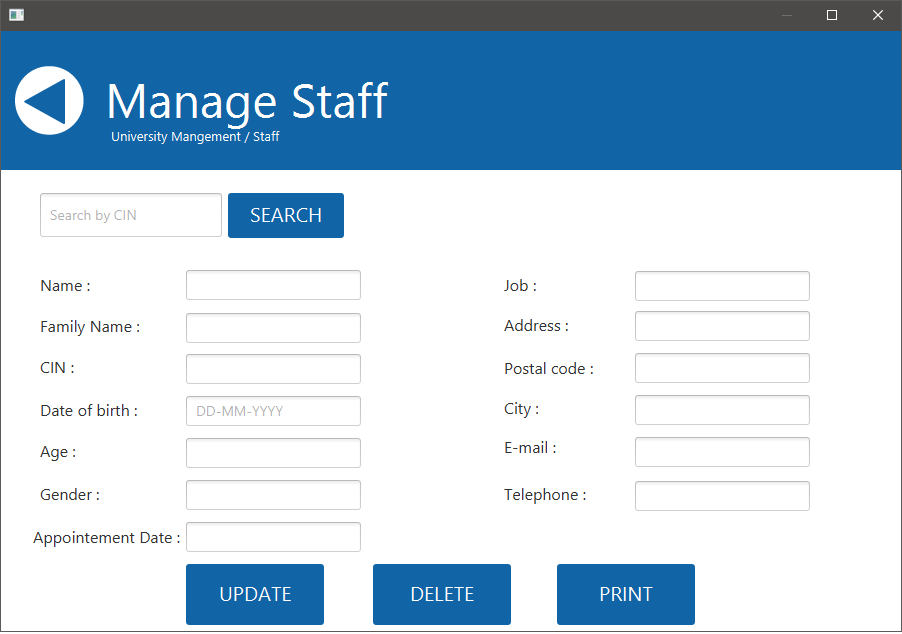 Manage Staff
University Mangement / Staff
Search by CIN
SEARCH
Name :
Family Name :
CIN :
Date of birth :
DD-MM-YYYY
Age :
Gender :
Appointement Date :
Job :
Address :
Postal code :
City :
E-mail :
Telephone :
UPDATE
DELETE
PRINT